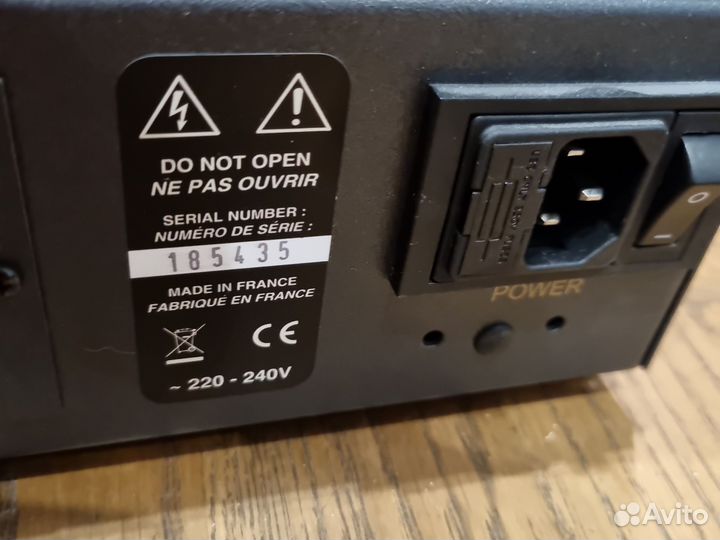 DO NOT OPEN
NE PAS OUVRIR
SERIAL NUMBER :
NUMÉRO DE SÉRIE :
185435
MADE IN FRANCE
FABRIQUÉ EN FRANCE
CE
~ 220 - 240V
POWER
O
I
Avito